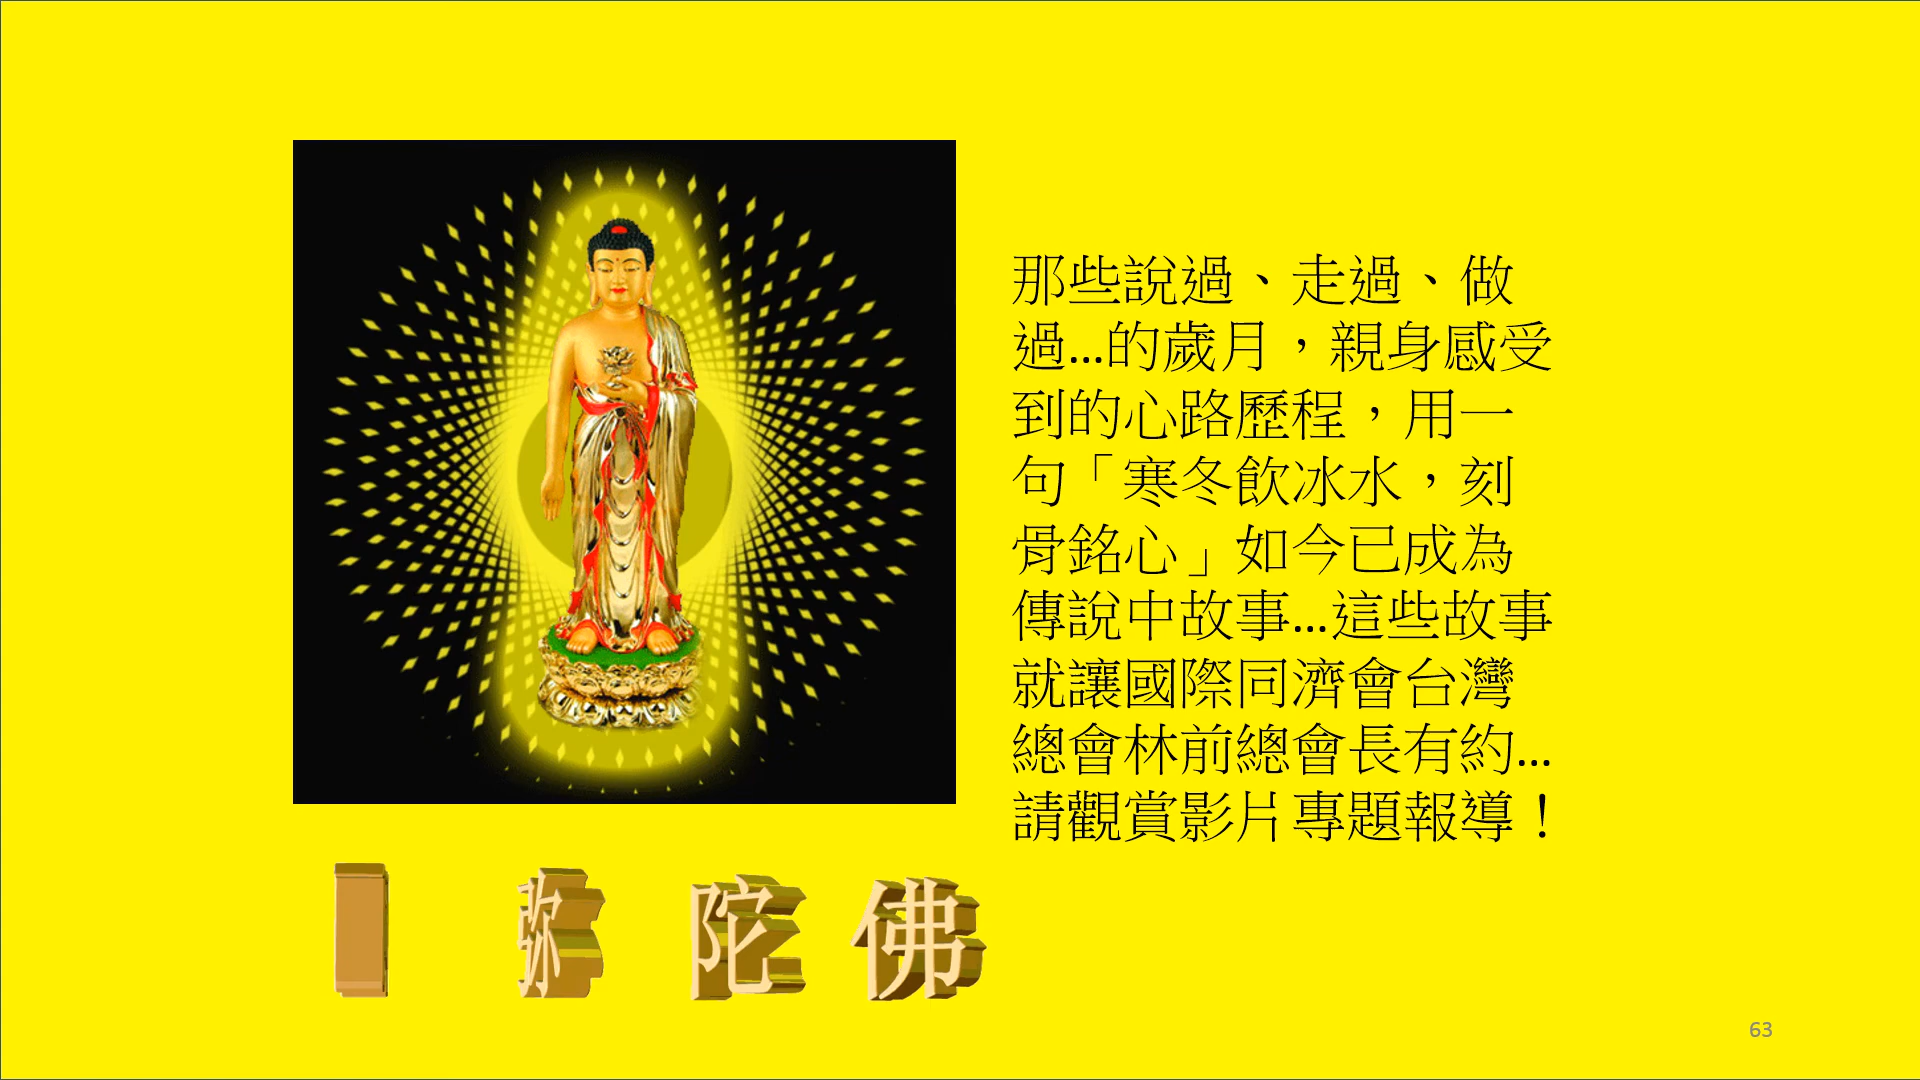 那些說過、走過、做
過...的歲月，親身感受
到的心路歷程，用一
句「寒冬飲冰水，刻
骨銘心」如今已成為
傳說中故事...這些故事
就讓國際同濟會台灣
總會林前總會長有約...
請觀賞影片專題報導！
弥陀佛
63